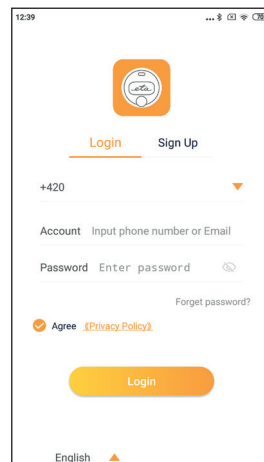 12:39
eta
Login Sign Up
+420
Account Input phone number or Email
Password Enter password
Forget password?
Agree 《Privacy Policy》
Login
English